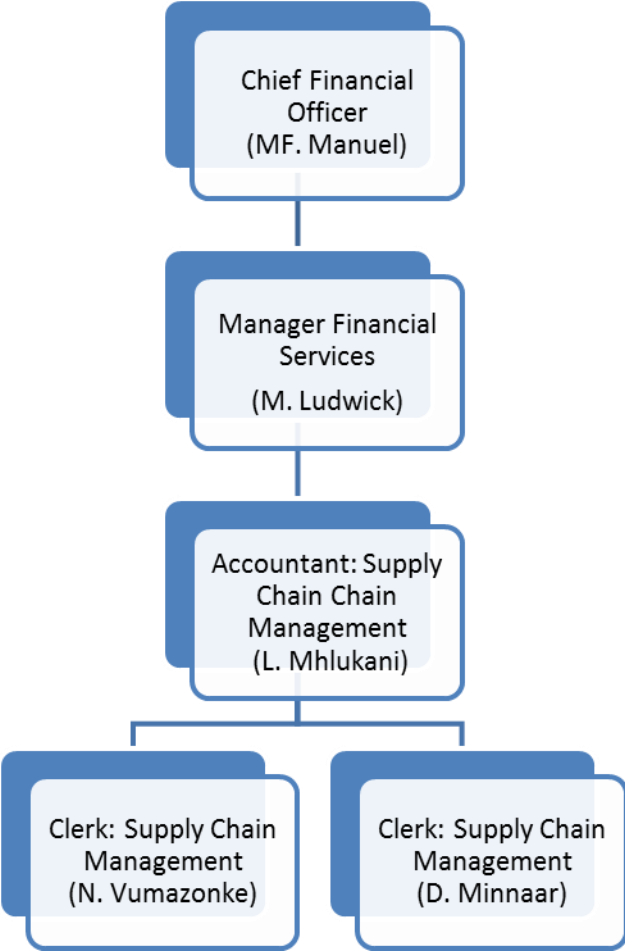 Chief Financial
Officer
(MF. Manuel)
Manager Financial
Services
(M. Ludwick)
Accountant: Supply
Chain Chain
Management
(L. Mhlukani)
Clerk: Supply Chain
Management
(N. Vumazonke)
Clerk: Supply Chain
Management
(D. Minnaar)